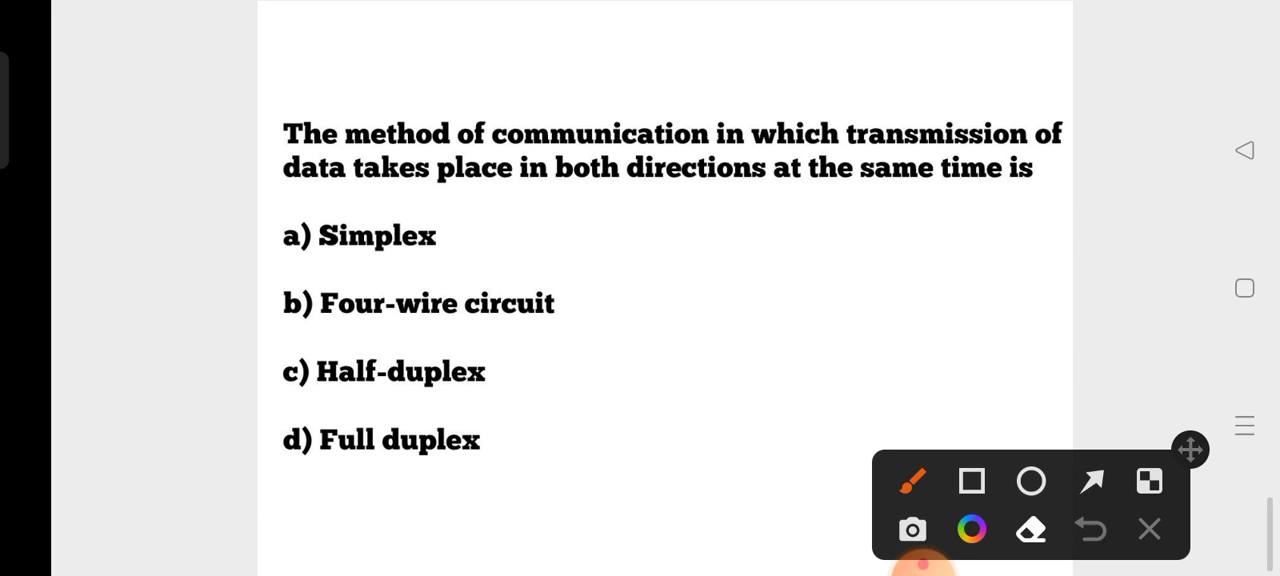 The method of communication in which transmission of
data takes place in both directions at the same time is
a) Simplex
b) Four-wire circuit
c) Half-duplex
d) Full duplex